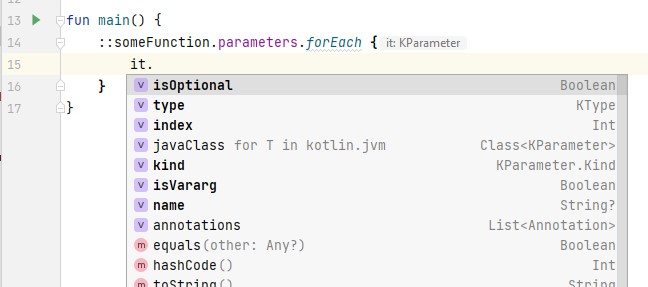 12
13 fun main() {
14 ::someFunction.parameters.forEach { it: KParameter
15 it.
v isOptional Boolean
v type KType
v index Int
v javaClass for T in kotlin.jvm Class<KParameter>
v kind KParameter.Kind
v isVararg Boolean
v name String?
v annotations List<Annotation>
m equals(other: Any?) Boolean
m hashCode() Int
m toString() String
16 }
17 }